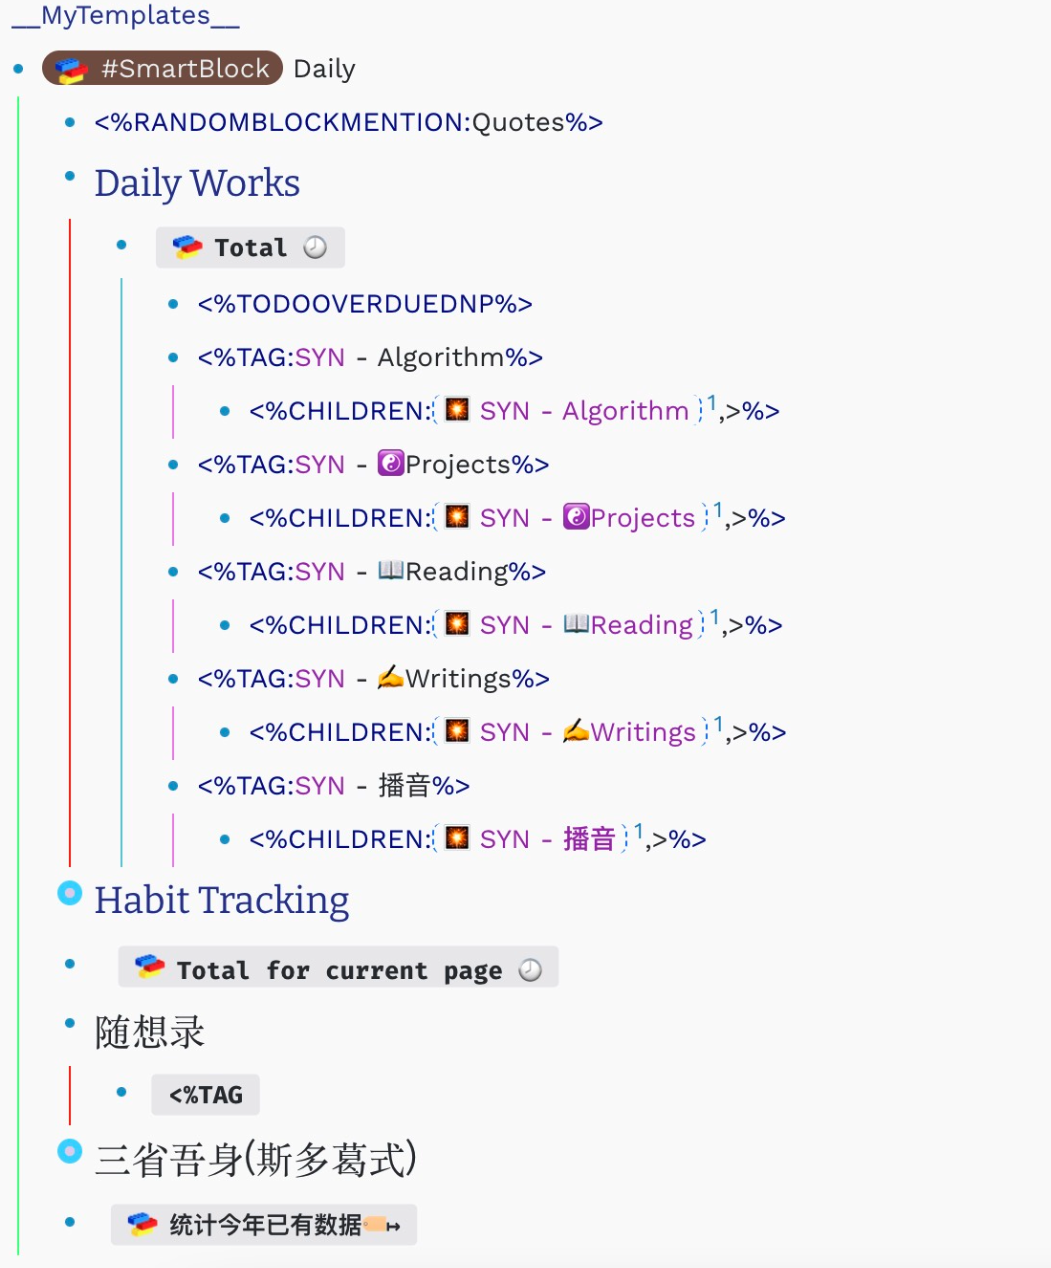 __MyTemplates__
#SmartBlock Daily
<%RANDOMBLOCKMENTION:Quotes%>
Daily Works
Total 🕗
<%TODOOVERDUEDNP%>
<%TAG:SYN - Algorithm%>
<%CHILDREN:💥 SYN - Algorithm 1,>%>
<%TAG:SYN - ☯️Projects%>
<%CHILDREN:💥 SYN - ☯️Projects 1,>%>
<%TAG:SYN - 📖Reading%>
<%CHILDREN:💥 SYN - 📖Reading 1,>%>
<%TAG:SYN - ✍️Writings%>
<%CHILDREN:💥 SYN - ✍️Writings 1,>%>
<%TAG:SYN - 播音%>
<%CHILDREN:💥 SYN - 播音 1,>%>
Habit Tracking
Total for current page 🕗
随想录
<%TAG
三省吾身(斯多葛式)
统计今年已有数据🏷️↦